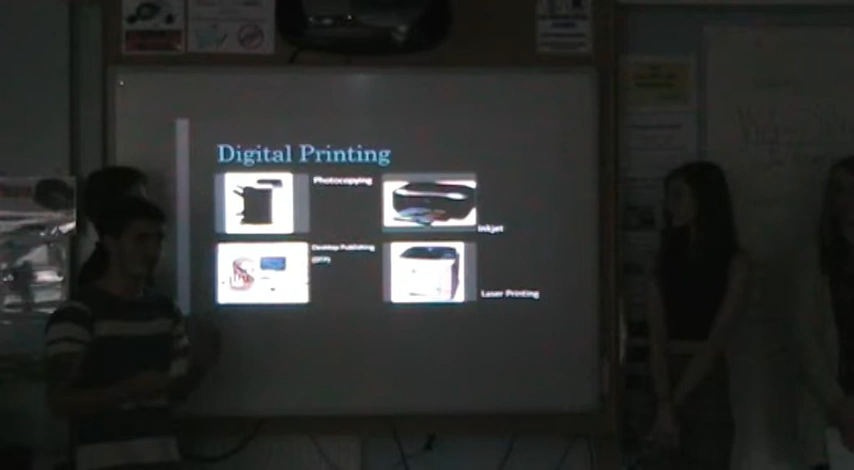 Digital Printing
Photocopying
Inkjet
Desktop Publishing
(DTP)
Laser Printing